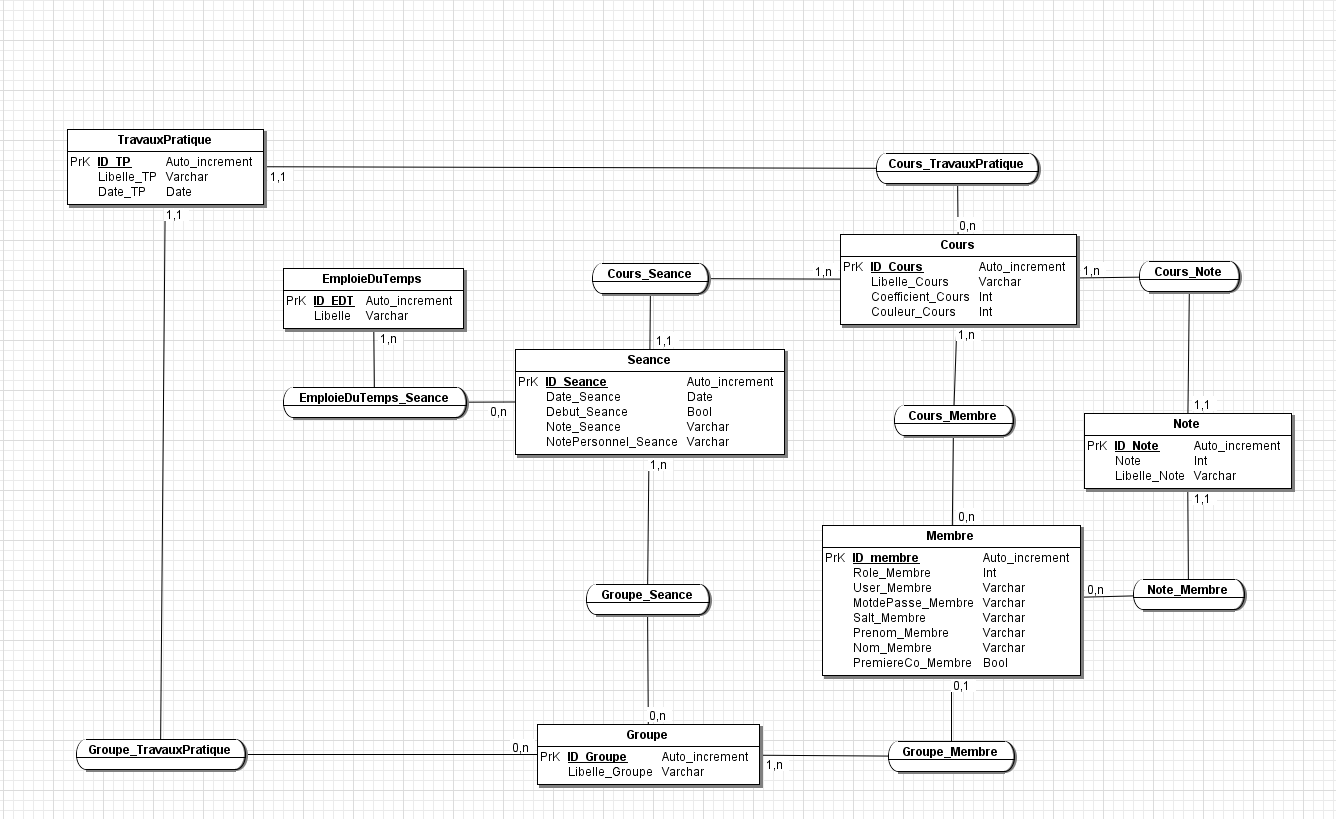 TravauxPratique
PrK ID_TP Auto_increment
Libelle_TP Varchar
Date_TP Date
1,1
1,1
Cours_TravauxPratique
0,n
Cours
PrK ID_Cours Auto_increment
Libelle_Cours Varchar
Coefficient_Cours Int
Couleur_Cours Int
1,n
1,n
1,n
Cours_Seance
Cours_Note
EmploieDuTemps
PrK ID_EDT Auto_increment
Libelle Varchar
1,n
1,1
Seance
PrK ID_Seance Auto_increment
Date_Seance Date
Debut_Seance Bool
Note_Seance Varchar
NotePersonnel_Seance Varchar
EmploieDuTemps_Seance
0,n
1,n
Cours_Membre
0,n
1,1
Note
PrK ID_Note Auto_increment
Note Int
Libelle_Note Varchar
1,1
Membre
PrK ID_membre Auto_increment
Role_Membre Int
User_Membre Varchar
MotdePasse_Membre Varchar
Salt_Membre Varchar
Prenom_Membre Varchar
Nom_Membre Varchar
PremiereCo_Membre Bool
0,n
Note_Membre
Groupe_Seance
0,1
0,n
Groupe
PrK ID_Groupe Auto_increment
Libelle_Groupe Varchar
Groupe_TravauxPratique
0,n
1,n
Groupe_Membre